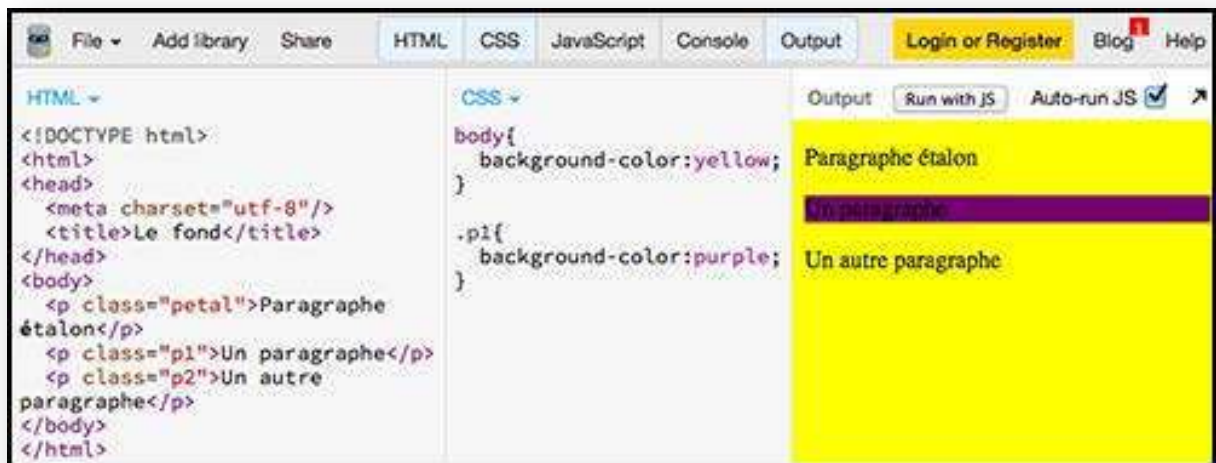 File Add library Share HTML CSS JavaScript Console Output Login or Register Blog 1 Help
HTML
<!DOCTYPE html>
<html>
<head>
<meta charset="utf-8"/>
<title>Le fond</title>
</head>
<body>
<p class="petal">Paragraphe
étalon</p>
<p class="p1">Un paragraphe</p>
<p class="p2">Un autre
paragraphe</p>
</body>
</html>
CSS
body{
background-color:yellow;
}
.p1{
background-color:purple;
}
Output Run with JS Auto-run JS
Paragraphe étalon
Un paragraphe
Un autre paragraphe